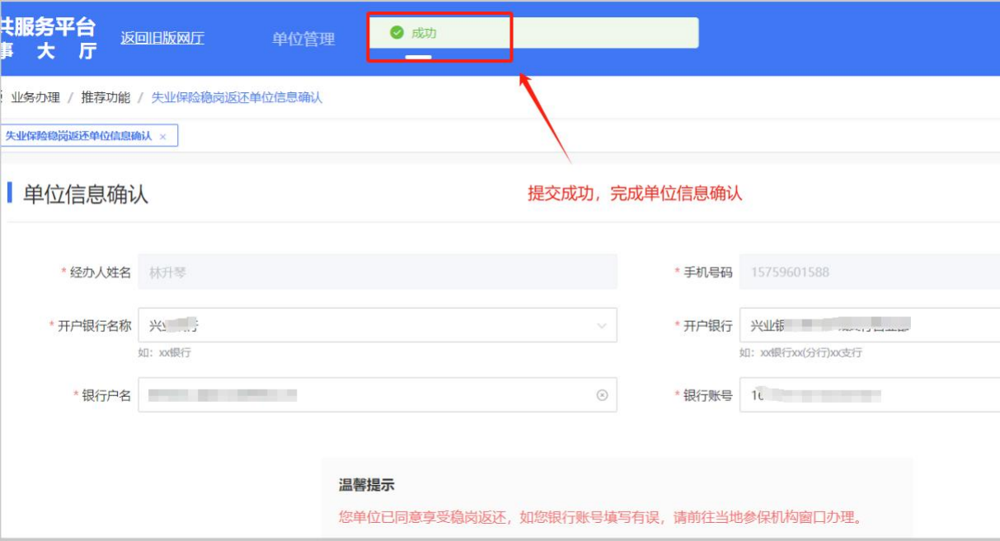 共服务平台
事 大 厅
返回旧版网厅
单位管理
成功
业务办理 / 推荐功能 / 失业保险稳岗返还单位信息确认
失业保险稳岗返还单位信息确认 ×
单位信息确认
提交成功，完成单位信息确认
* 经办人姓名 林升琴
* 手机号码 15759601588
* 开户银行名称 兴
* 开户银行 兴业银
如：xx银行
如：xx银行xx(分行)xx支行
* 银行户名
* 银行账号 16
温馨提示
您单位已同意享受稳岗返还，如您银行账号填写有误，请前往当地参保机构窗口办理。